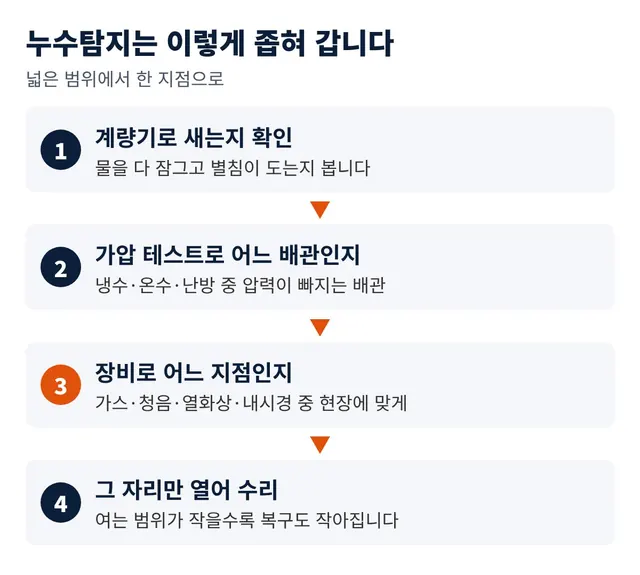 누수탐지는 이렇게 좁혀 갑니다
넓은 범위에서 한 지점으로
1
계량기로 새는지 확인
물을 다 잠그고 별침이 도는지 봅니다
2
가압 테스트로 어느 배관인지
냉수·온수·난방 중 압력이 빠지는 배관
3
장비로 어느 지점인지
가스·청음·열화상·내시경 중 현장에 맞게
4
그 자리만 열어 수리
여는 범위가 작을수록 복구도 작아집니다